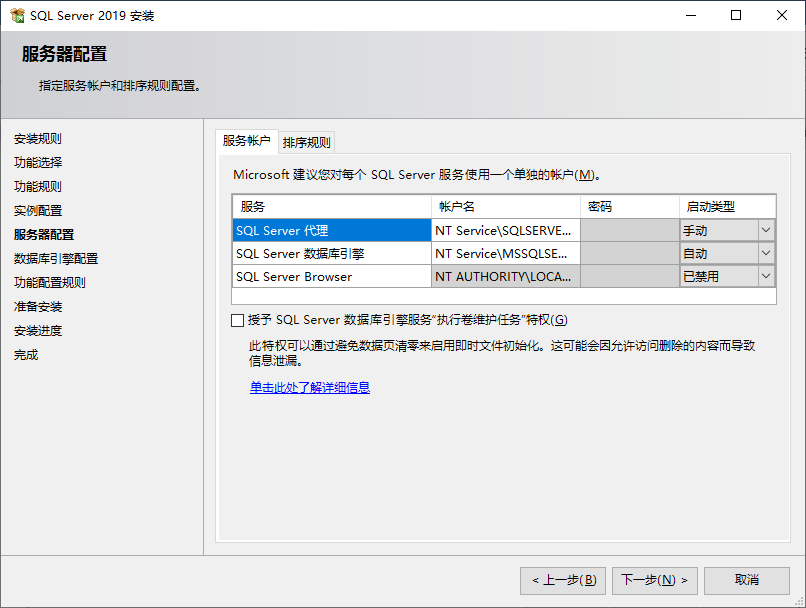 SQL Server 2019 安装
服务器配置
指定服务帐户和排序规则配置。
安装规则
功能选择
功能规则
实例配置
服务器配置
数据库引擎配置
功能配置规则
准备安装
安装进度
完成
服务帐户 排序规则
Microsoft 建议您对每个 SQL Server 服务使用一个单独的帐户(M)。
服务 帐户名 密码 启动类型
SQL Server 代理 NT Service\SQLSERVE... 手动
SQL Server 数据库引擎 NT Service\MSSQLSE... 自动
SQL Server Browser NT AUTHORITY\LOCA... 已禁用
授予 SQL Server 数据库引擎服务“执行卷维护任务”特权(G)
此特权可以通过避免数据页清零来启用即时文件初始化。这可能会因允许访问删除的内容而导致
信息泄漏。
单击此处了解详细信息
< 上一步(B) 下一步(N) > 取消